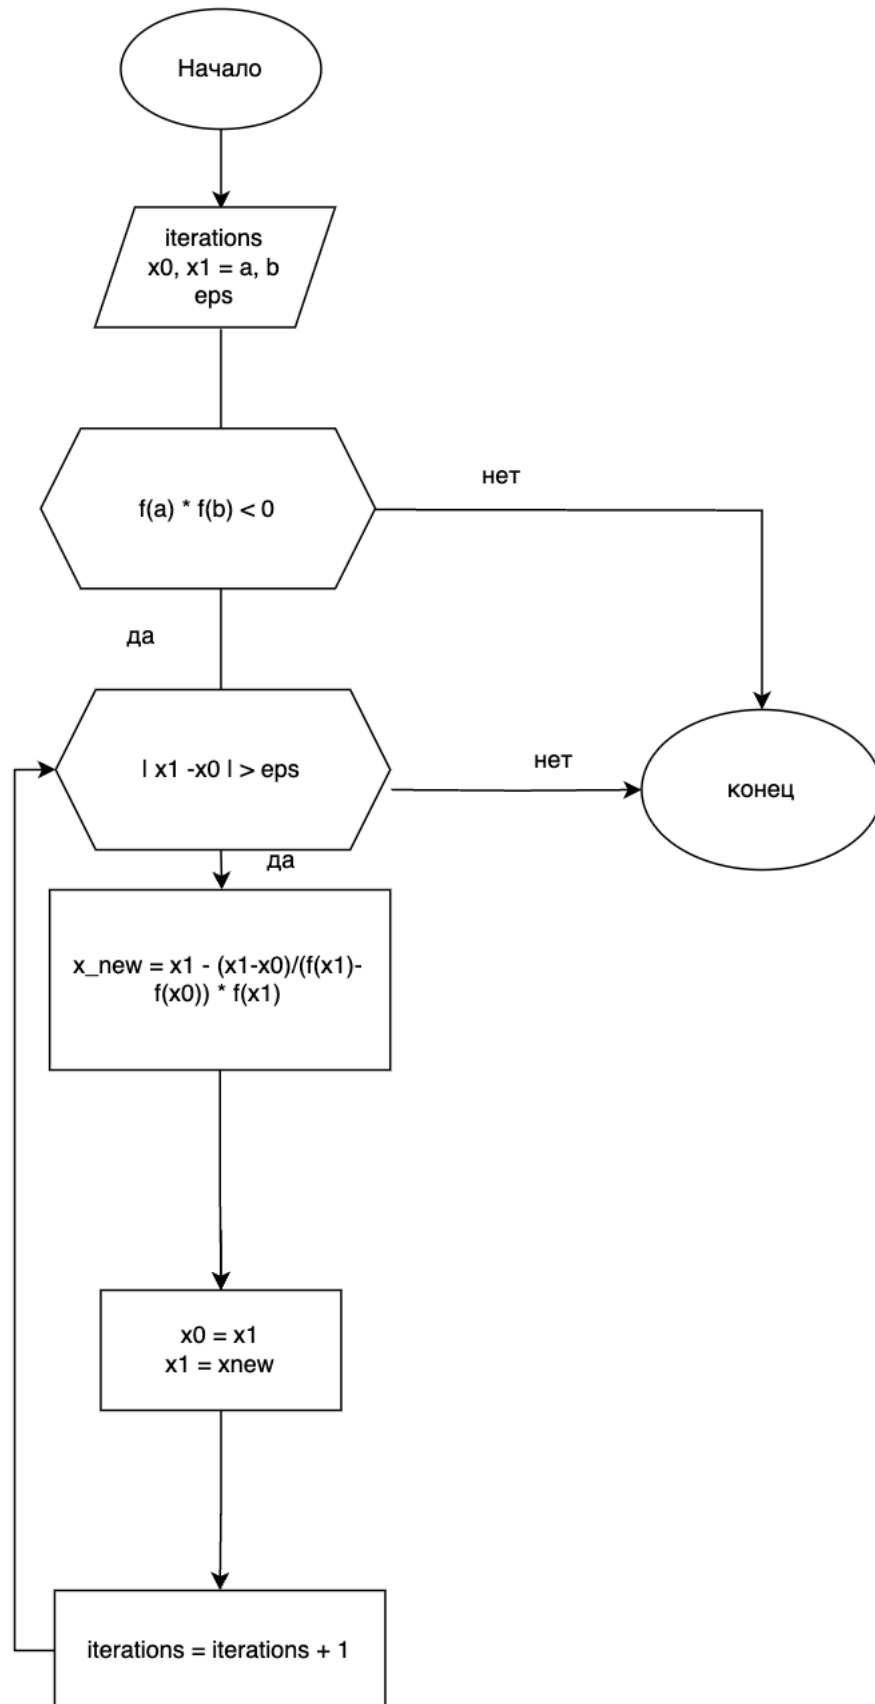 Начало
iterations
x0, x1 = a, b
eps
f(a) * f(b) < 0
нет
да
| x1 -x0 | > eps
нет
конец
да
x_new = x1 - (x1-x0)/(f(x1)-
f(x0)) * f(x1)
x0 = x1
x1 = xnew
iterations = iterations + 1